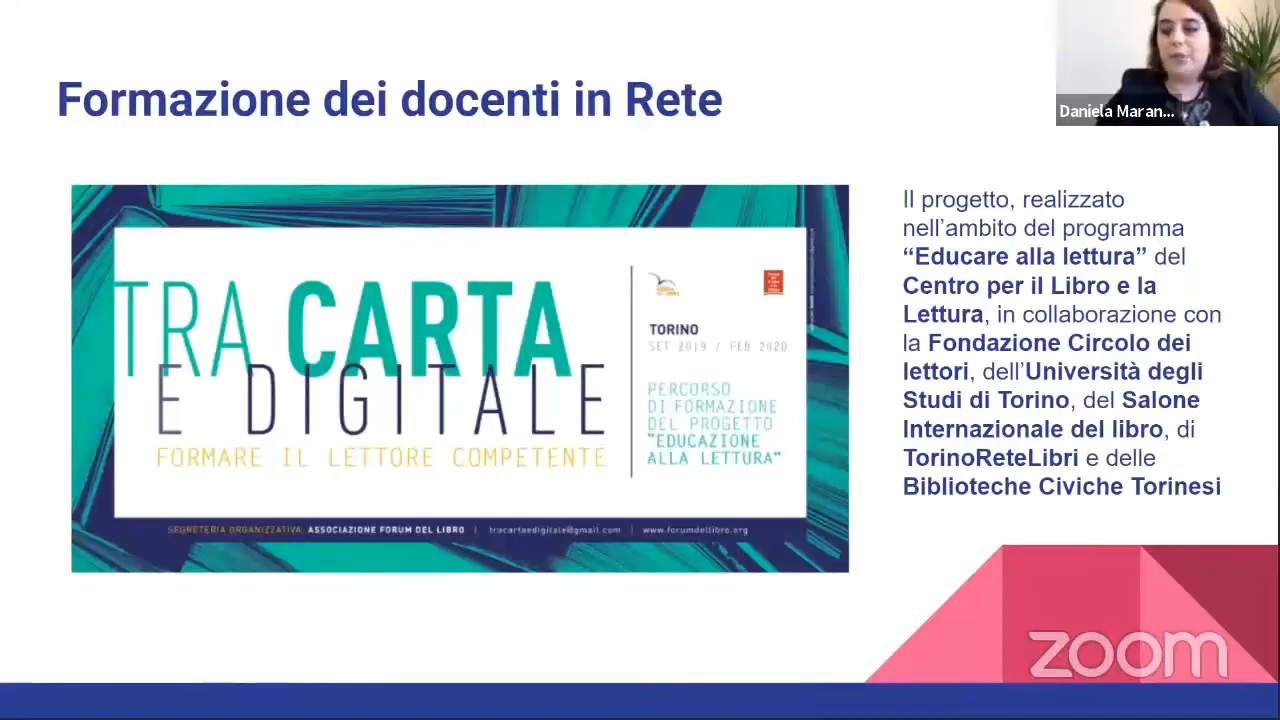 Formazione dei docenti in Rete
Daniela Maran...
TRA CARTA
E DIGITALE
FORMARE IL LETTORE COMPETENTE
TORINO
SET 2019 / FEB 2020
PERCORSO
DI FORMAZIONE
DEL PROGETTO
"EDUCAZIONE
ALLA LETTURA"
SEGRETERIA ORGANIZZATIVA: ASSOCIAZIONE FORUM DEL LIBRO | tracartaedigitale@gmail.com | www.forumdellibro.org
Il progetto, realizzato
nell'ambito del programma
“Educare alla lettura” del
Centro per il Libro e la
Lettura, in collaborazione con
la Fondazione Circolo dei
lettori, dell'Università degli
Studi di Torino, del Salone
Internazionale del libro, di
TorinoReteLibri e delle
Biblioteche Civiche Torinesi
zoom